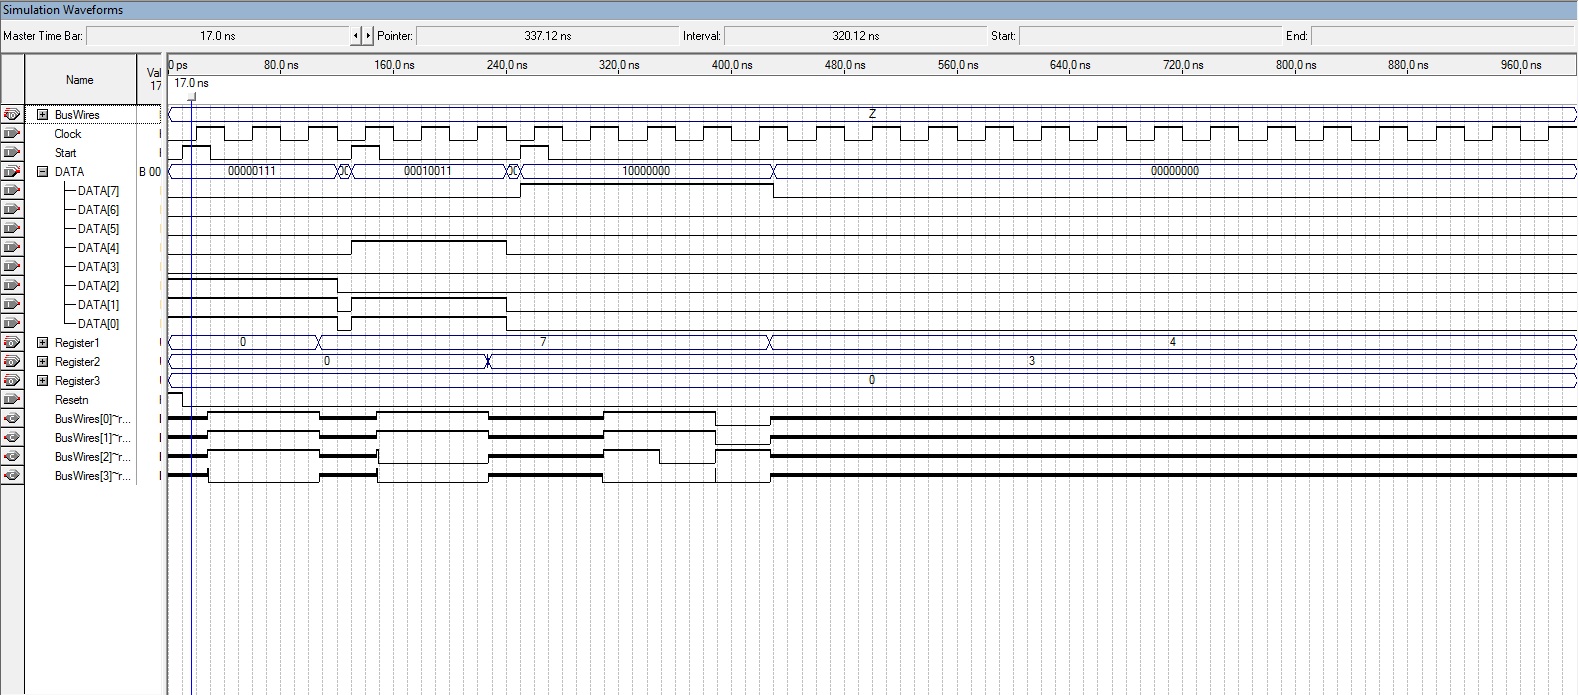 Simulation Waveforms
Master Time Bar: 17.0 ns Pointer: 337.12 ns Interval: 320.12 ns Start: End:
Name Val 17
0 ps 80.0 ns 160.0 ns 240.0 ns 320.0 ns 400.0 ns 480.0 ns 560.0 ns 640.0 ns 720.0 ns 800.0 ns 880.0 ns 960.0 ns
17.0 ns
BusWires Z
Clock
Start
DATA B 00 00000111 00010011 10000000 00000000
DATA[7]
DATA[6]
DATA[5]
DATA[4]
DATA[3]
DATA[2]
DATA[1]
DATA[0]
Register1 0 7 4
Register2 0 3
Register3 0
Resetn
BusWires[0]~r...
BusWires[1]~r...
BusWires[2]~r...
BusWires[3]~r...